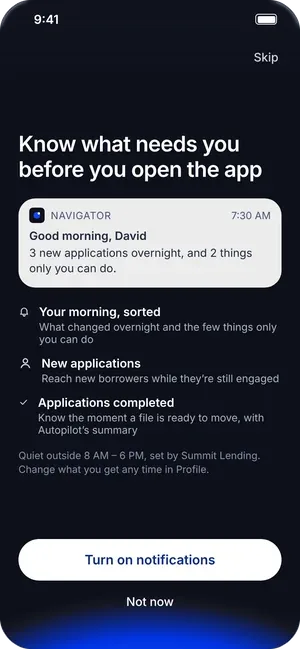 9:41
Skip
Know what needs you
before you open the app
NAVIGATOR 7:30 AM
Good morning, David
3 new applications overnight, and 2 things
only you can do.
Your morning, sorted
What changed overnight and the few things only
you can do
New applications
Reach new borrowers while they’re still engaged
Applications completed
Know the moment a file is ready to move, with
Autopilot’s summary
Quiet outside 8 AM – 6 PM, set by Summit Lending.
Change what you get any time in Profile.
Turn on notifications
Not now